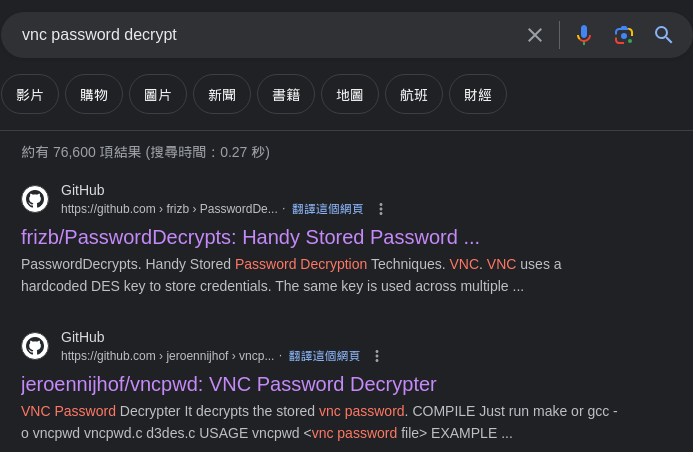 vnc password decrypt
影片 購物 圖片 新聞 書籍 地圖 航班 財經
約有 76,600 項結果 (搜尋時間：0.27 秒)
GitHub
https://github.com › frizb › PasswordDe... · 翻譯這個網頁
frizb/PasswordDecrypts: Handy Stored Password ...
PasswordDecrypts. Handy Stored Password Decryption Techniques. VNC. VNC uses a
hardcoded DES key to store credentials. The same key is used across multiple ...
GitHub
https://github.com › jeroennijhof › vncp... · 翻譯這個網頁
jeroennijhof/vncpwd: VNC Password Decrypter
VNC Password Decrypter It decrypts the stored vnc password. COMPILE Just run make or gcc -
o vncpwd vncpwd.c d3des.c USAGE vncpwd <vnc password file> EXAMPLE ...